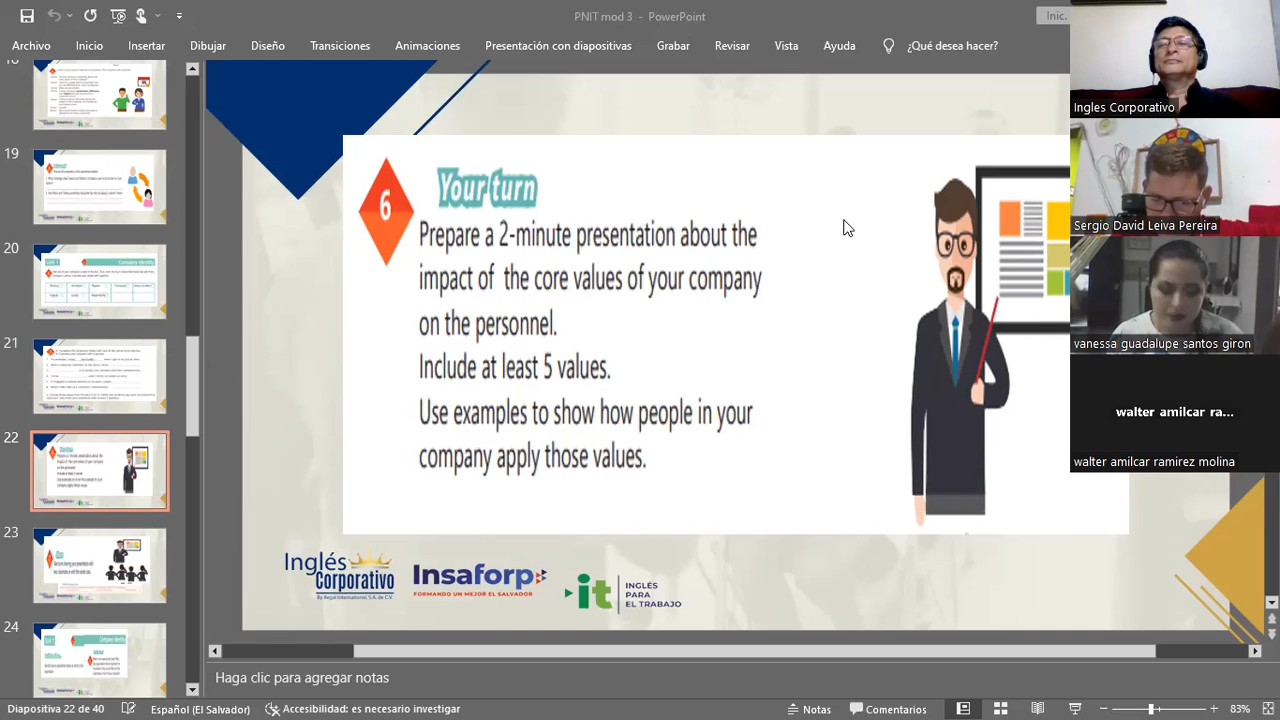 PNIT mod 3 - PowerPoint
Inic.
Archivo Inicio Insertar Dibujar Diseño Transiciones Animaciones Presentación con diapositivas Grabar Revisar Vista Ayuda ¿Qué desea hacer?
19
20
Company Identity
21
22
23
24
Company Identity
6
Your turn
Prepare a 2-minute presentation about the
impact of the core values of your company
on the personnel.
Include at least 5 values.
Use examples to show how people in your
company apply those values.
Inglés
Corporativo
By Regal International, S.A. de C.V.
Insaforp
FORMANDO UN MEJOR EL SALVADOR
it
INGLÉS
PARA
EL TRABAJO
Ingles Corporativo
Sergio David Leiva Pereira
vanessa guadalupe santos giron
walter amilcar ra...
walter amilcar ramirez molina
Haga clic para agregar notas
Diapositiva 22 de 40 Español (El Salvador) Accesibilidad: es necesario investigar Notas Comentarios 83%